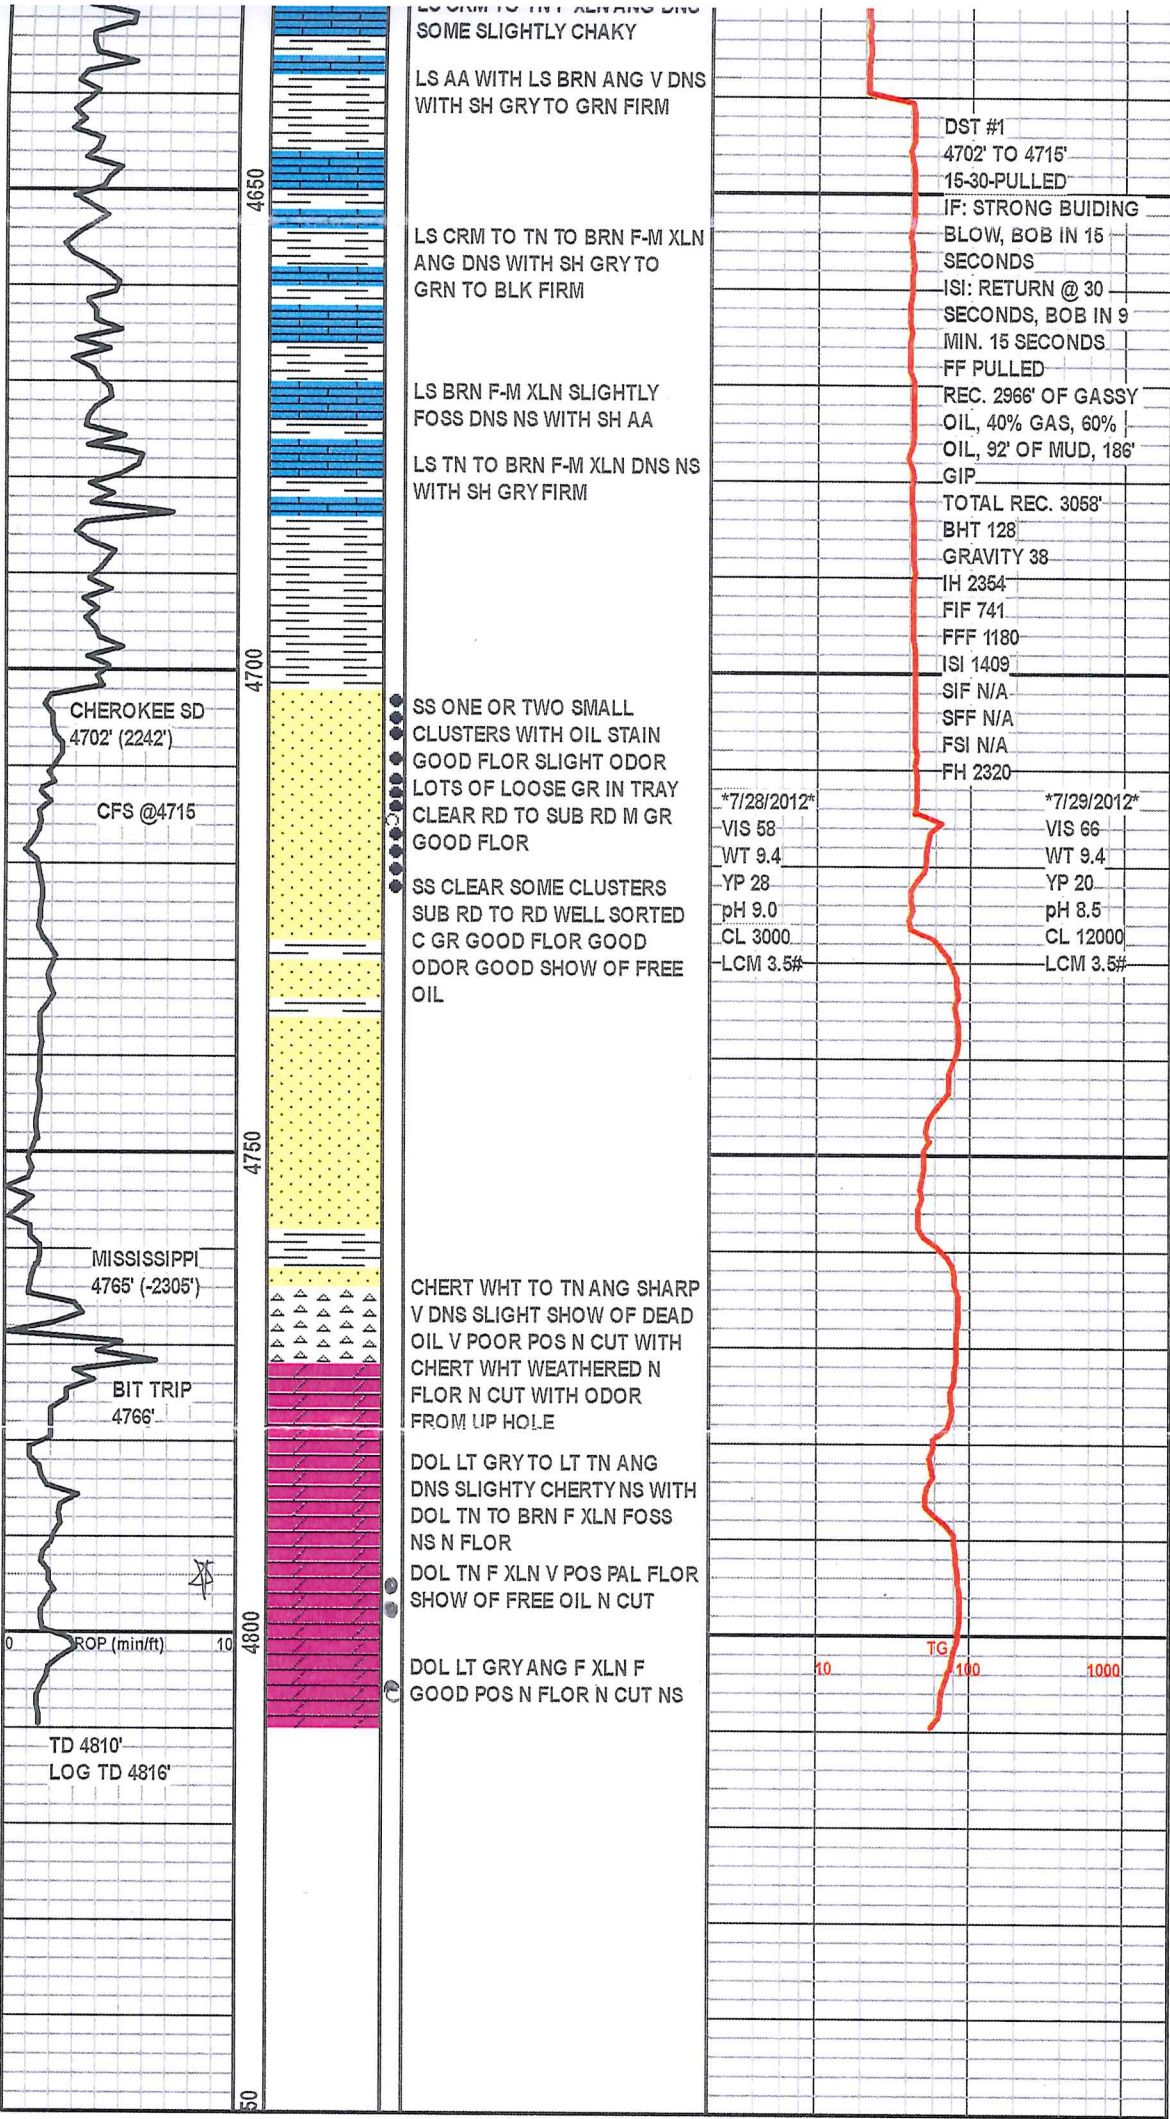 SOME SLIGHTLY CHAKY
LS AA WITH LS BRN ANG V DNS
WITH SH GRY TO GRN FIRM
4650
LS CRM TO TN TO BRN F-M XLN
ANG DNS WITH SH GRY TO
GRN TO BLK FIRM
LS BRN F-M XLN SLIGHTLY
FOSS DNS NS WITH SH AA
LS TN TO BRN F-M XLN DNS NS
WITH SH GRY FIRM
DST #1
4702' TO 4715'
15-30-PULLED
IF: STRONG BUIDING
BLOW, BOB IN 15
SECONDS
ISI: RETURN @ 30
SECONDS, BOB IN 9
MIN. 15 SECONDS
FF PULLED
REC. 2966' OF GASSY
OIL, 40% GAS, 60%
OIL, 92' OF MUD, 186'
GIP
TOTAL REC. 3058'
BHT 128
GRAVITY 38
IH 2354
FIF 741
FFF 1180
ISI 1409
SIF N/A
SFF N/A
FSI N/A
FH 2320
4700
CHEROKEE SD
4702' (2242')
CFS @4715
SS ONE OR TWO SMALL
CLUSTERS WITH OIL STAIN
GOOD FLOR SLIGHT ODOR
LOTS OF LOOSE GR IN TRAY
CLEAR RD TO SUB RD M GR
GOOD FLOR
SS CLEAR SOME CLUSTERS
SUB RD TO RD WELL SORTED
C GR GOOD FLOR GOOD
ODOR GOOD SHOW OF FREE
OIL
*7/28/2012*
VIS 58
WT 9.4
YP 28
pH 9.0
CL 3000
LCM 3.5#
*7/29/2012*
VIS 66
WT 9.4
YP 20
pH 8.5
CL 12000
LCM 3.5#
4750
MISSISSIPPI
4765' (-2305')
BIT TRIP
4766'
CHERT WHT TO TN ANG SHARP
V DNS SLIGHT SHOW OF DEAD
OIL V POOR POS N CUT WITH
CHERT WHT WEATHERED N
FLOR N CUT WITH ODOR
FROM UP HOLE
DOL LT GRY TO LT TN ANG
DNS SLIGHTY CHERTY NS WITH
DOL TN TO BRN F XLN FOSS
NS N FLOR
DOL TN F XLN V POS PAL FLOR
SHOW OF FREE OIL N CUT
4800
0 ROP (min/ft) 10
TG
10 100 1000
DOL LT GRY ANG F XLN F
GOOD POS N FLOR N CUT NS
TD 4810'
LOG TD 4816'
50